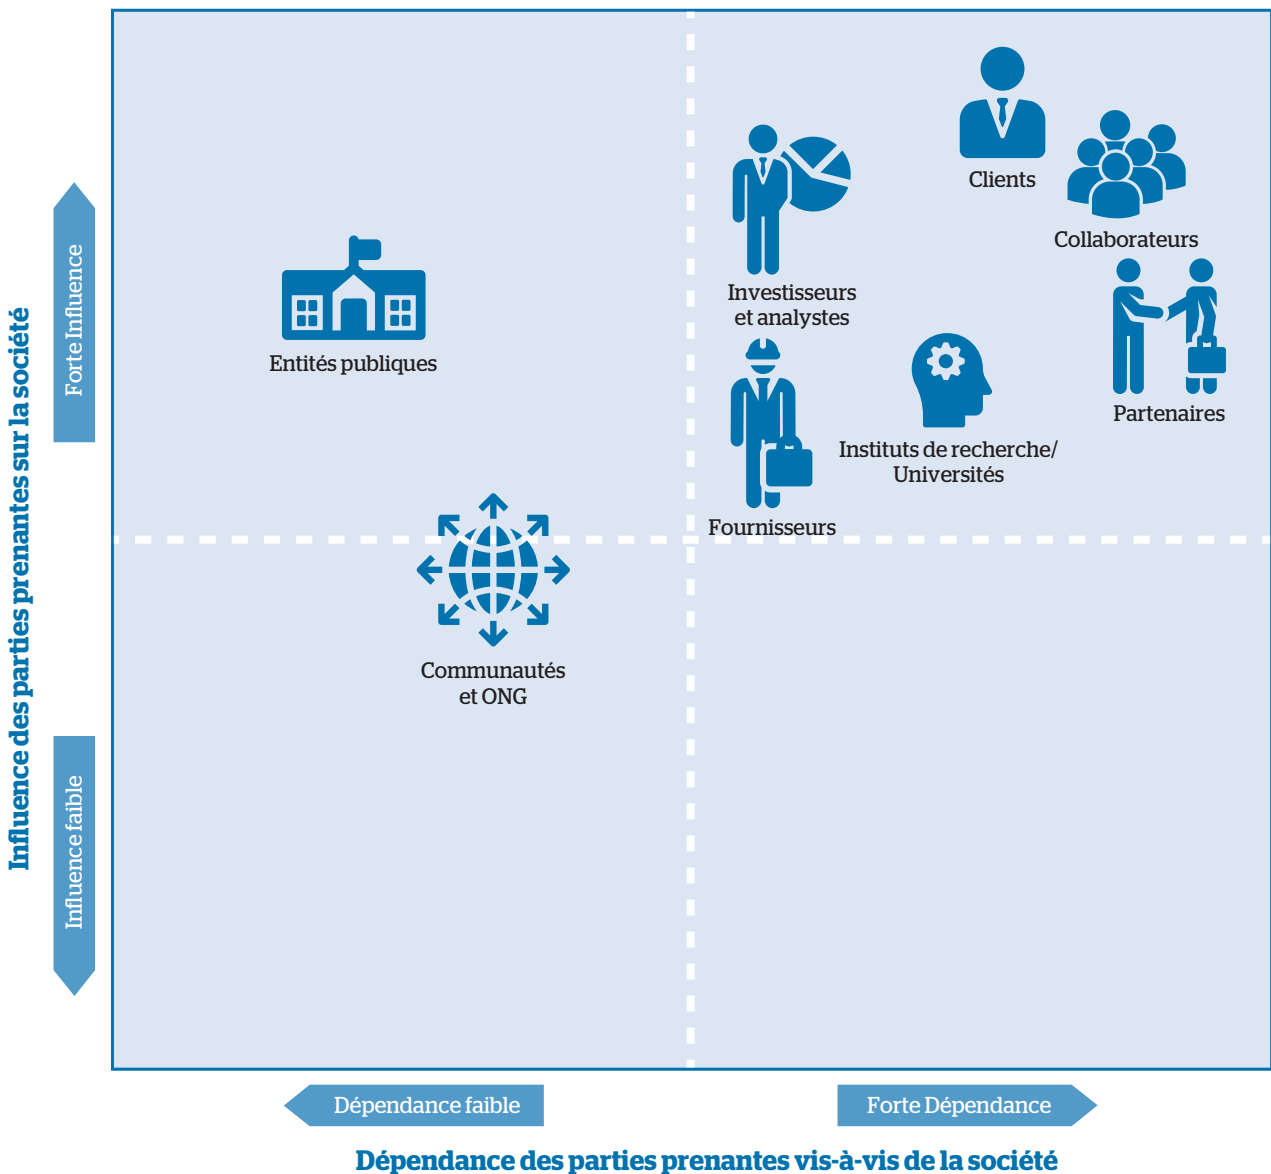 Influence des parties prenantes sur la société
Forte Influence
Influence faible
Clients
Collaborateurs
Investisseurs
et analystes
Entités publiques
Partenaires
Instituts de recherche/
Universités
Fournisseurs
Communautés
et ONG
Dépendance faible
Forte Dépendance
Dépendance des parties prenantes vis-à-vis de la société